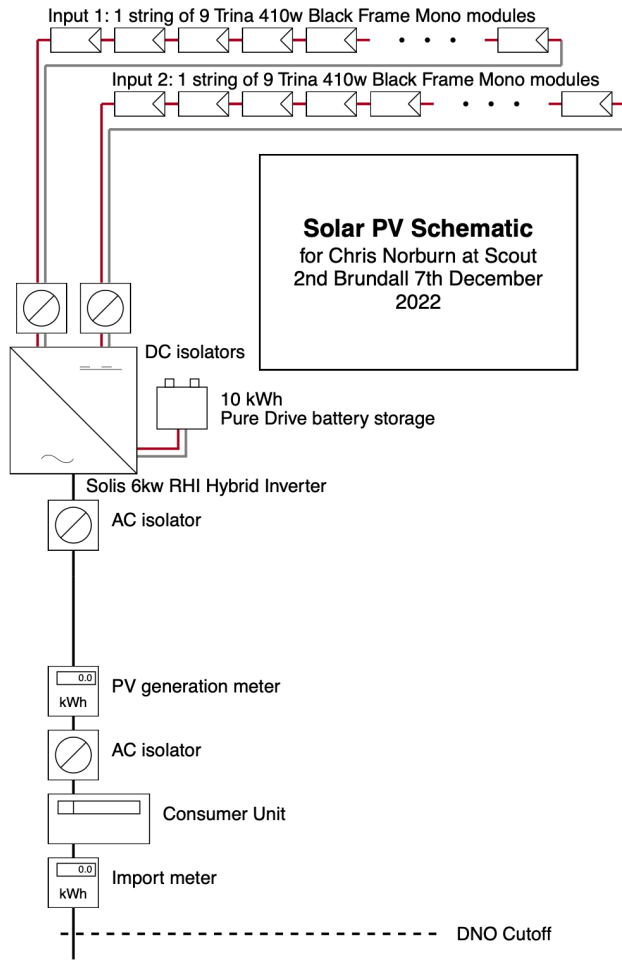 Input 1: 1 string of 9 Trina 410w Black Frame Mono modules
Input 2: 1 string of 9 Trina 410w Black Frame Mono modules
Solar PV Schematic
for Chris Norburn at Scout
2nd Brundall 7th December
2022
DC isolators
10 kWh
Pure Drive battery storage
Solis 6kw RHI Hybrid Inverter
AC isolator
0.0
kWh
PV generation meter
AC isolator
Consumer Unit
0.0
kWh
Import meter
DNO Cutoff